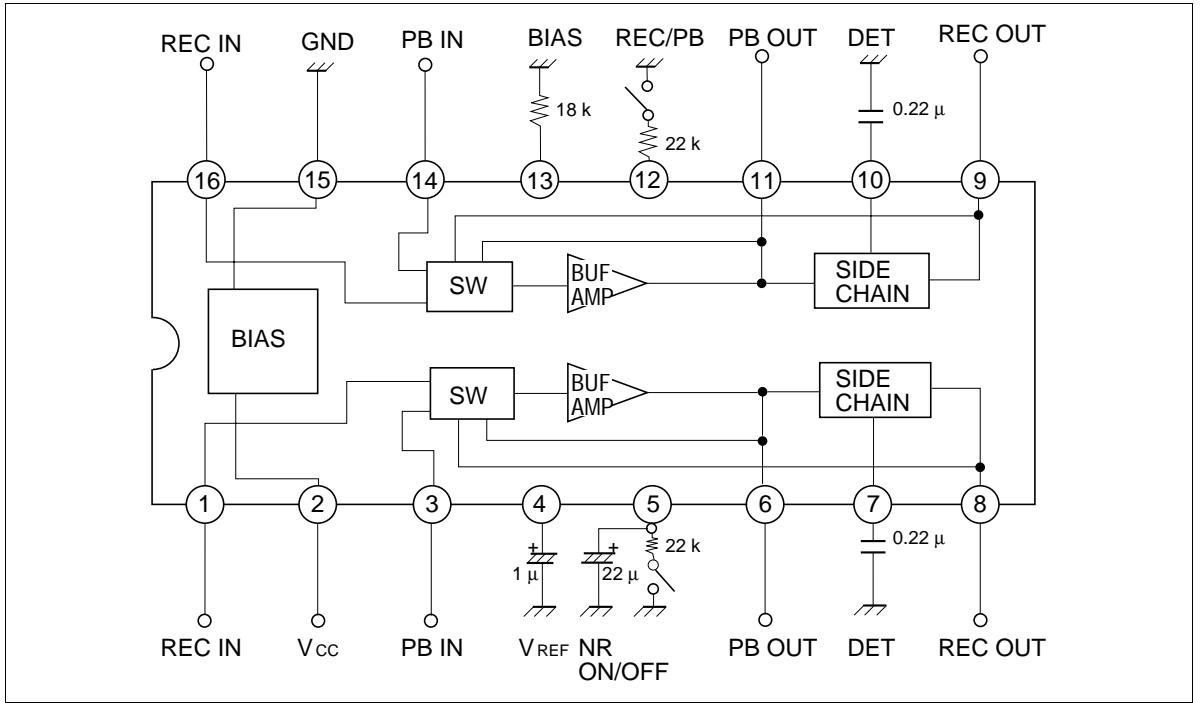 REC IN
GND
PB IN
BIAS
REC/PB
PB OUT
DET
REC OUT
18 k
22 k
0.22 μ
16
15
14
13
12
11
10
9
SW
BUF
AMP
SIDE
CHAIN
BIAS
SW
BUF
AMP
SIDE
CHAIN
1
2
3
4
5
6
7
8
+
1 μ
+
22 μ
22 k
0.22 μ
REC IN
VCC
PB IN
VREF
NR
ON/OFF
PB OUT
DET
REC OUT